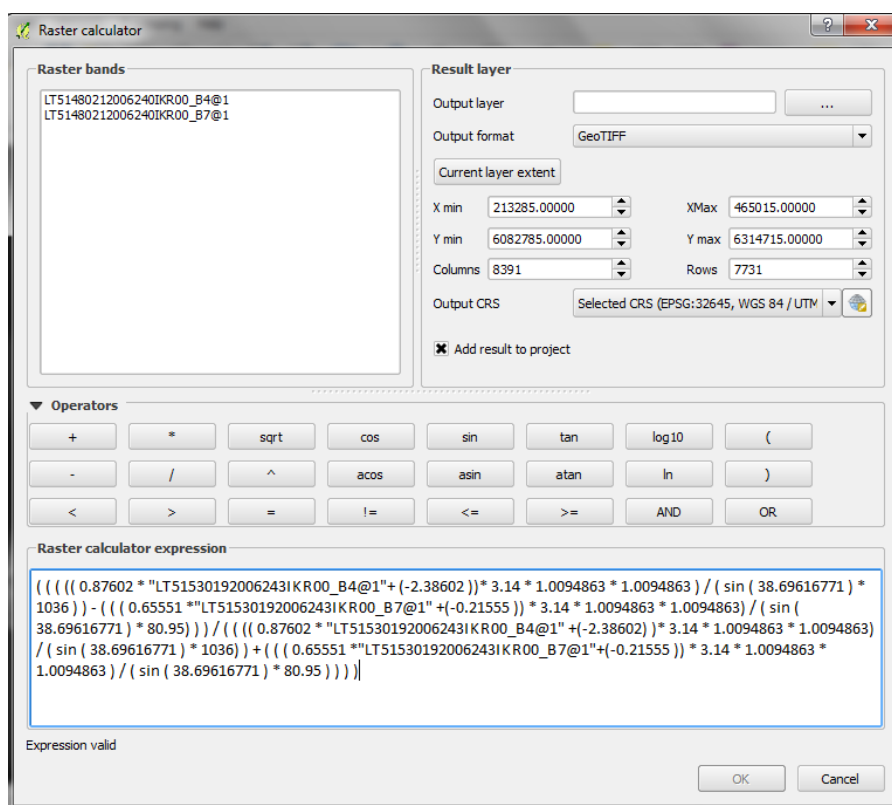 Raster calculator
Raster bands
LT51480212006240IKR00_B4@1
LT51480212006240IKR00_B7@1
Result layer
Output layer
...
Output format
GeoTIFF
Current layer extent
X min
213285.00000
XMax
465015.00000
Y min
6082785.00000
Y max
6314715.00000
Columns
8391
Rows
7731
Output CRS
Selected CRS (EPSG:32645, WGS 84 / UTM
Add result to project
Operators
+ * sqrt cos sin tan log10 (
- / ^ acos asin atan ln )
< > = != <= >= AND OR
Raster calculator expression
( ( ( (( 0.87602 * "LT51530192006243IKR00_B4@1"+ (-2.38602 ))* 3.14 * 1.0094863 * 1.0094863 ) / ( sin ( 38.69616771 ) *
1036 ) ) - ( ( ( 0.65551 *"LT51530192006243IKR00_B7@1" +(-0.21555 )) * 3.14 * 1.0094863 * 1.0094863) / ( sin (
38.69616771 ) * 80.95) ) ) / ( ( (( 0.87602 * "LT51530192006243IKR00_B4@1" +(-2.38602) )* 3.14 * 1.0094863 * 1.0094863)
/ ( sin ( 38.69616771 ) * 1036) ) + ( ( ( 0.65551 *"LT51530192006243IKR00_B7@1"+(-0.21555 )) * 3.14 * 1.0094863 *
1.0094863 ) / ( sin ( 38.69616771 ) * 80.95 ) ) ) )
Expression valid
OK
Cancel